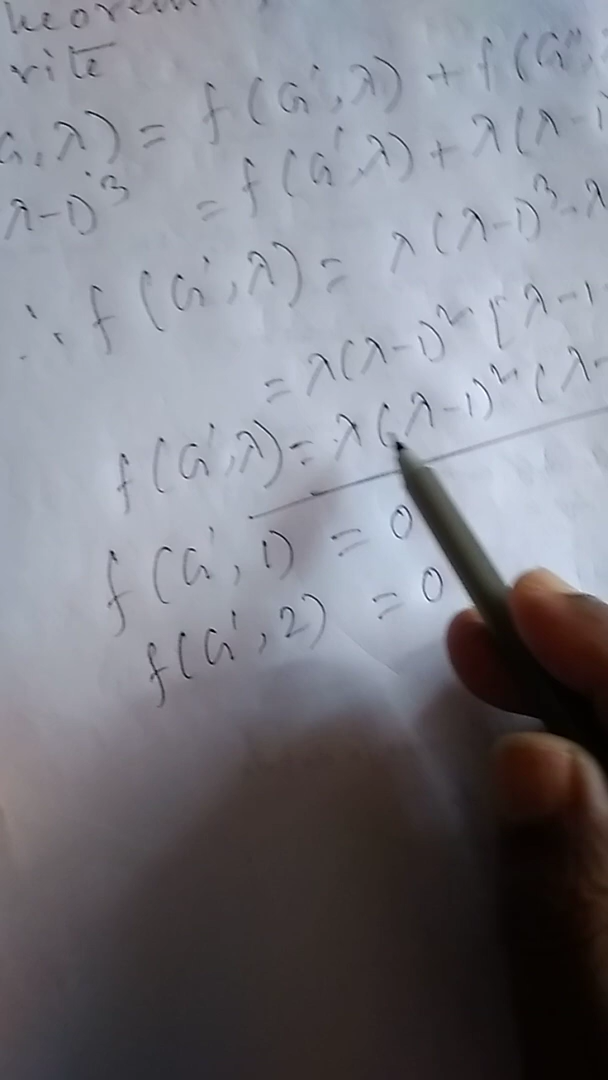 heorem
rite
G, λ) = f(G', λ) + f(G'',
λ-1)³ = f(G', λ) + λ(λ-1)
∴ f(G', λ) = λ(λ-1)³ - λ
= λ(λ-1)² [λ-1-
f(G', λ) = λ(λ-1)² (λ-
f(G', 1) = 0
f(G', 2) = 0